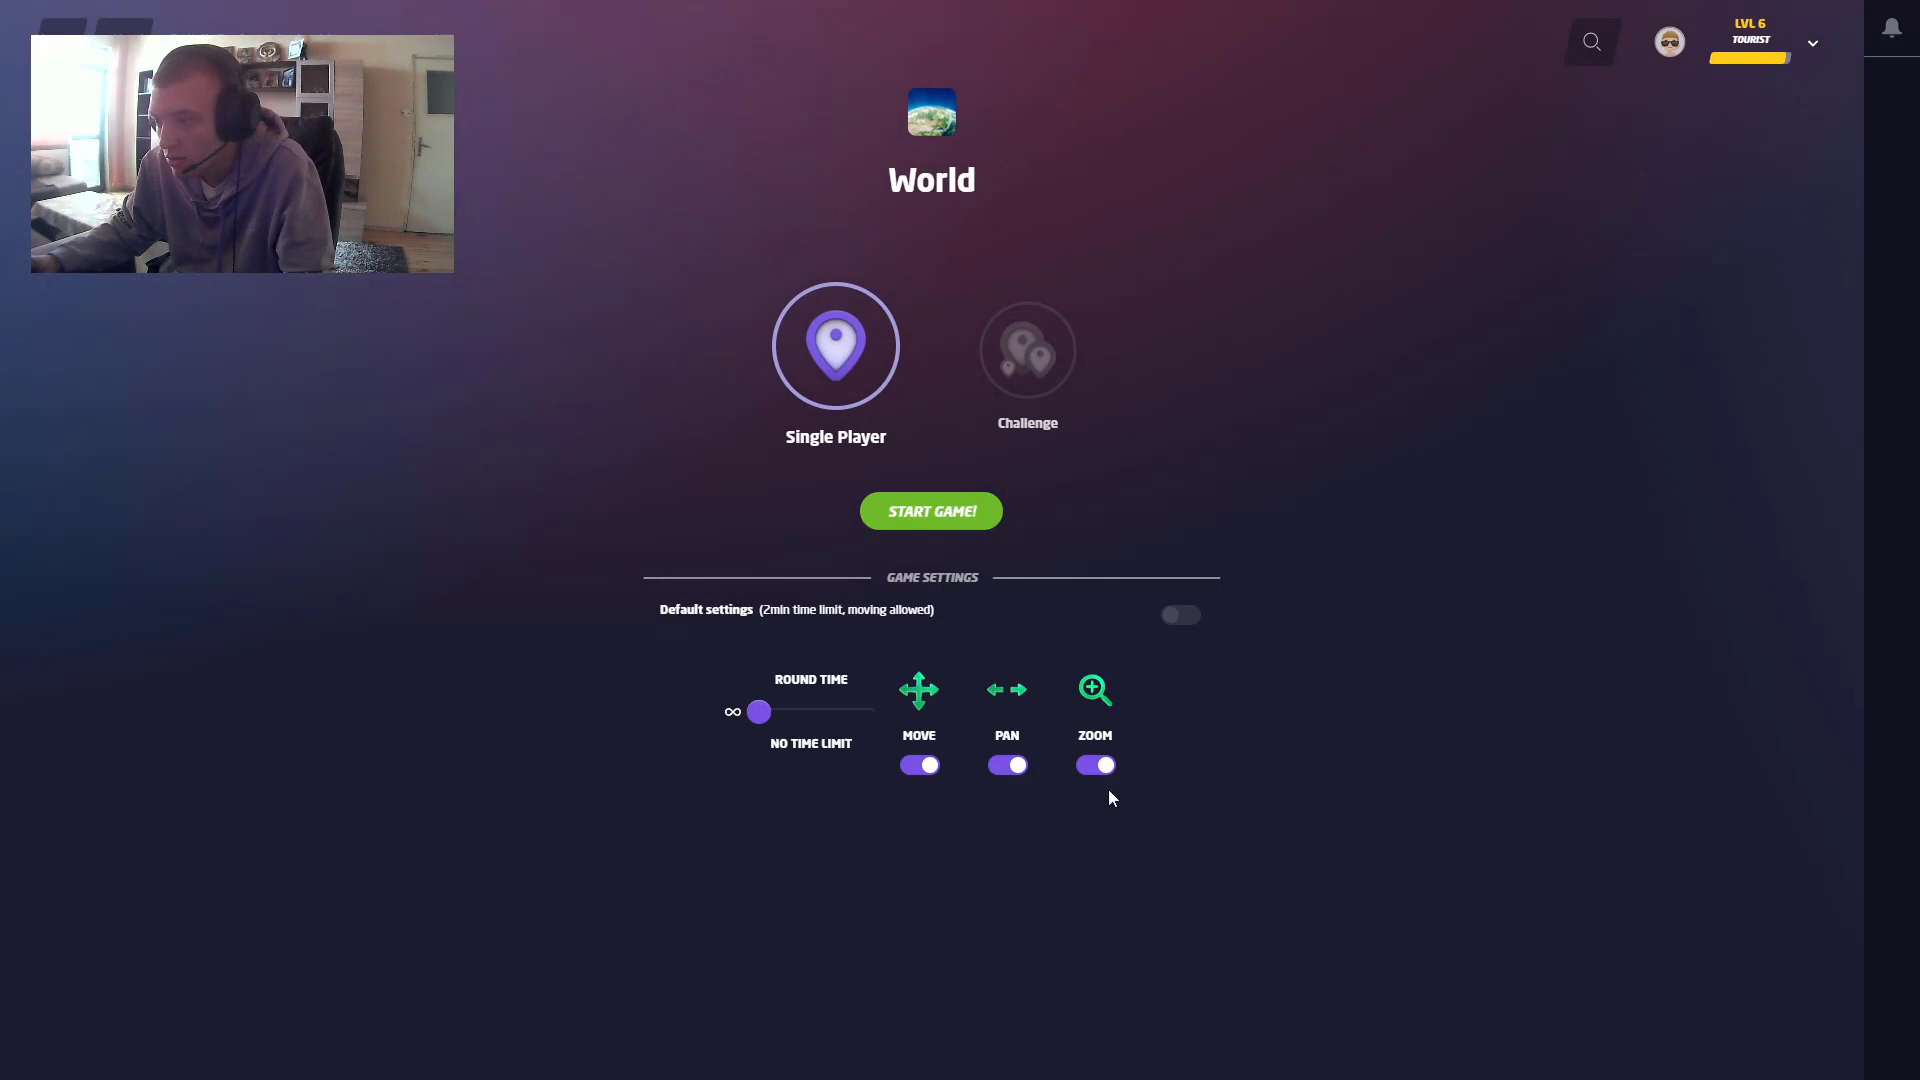 LVL 6
TOURIST
World
Single Player
Challenge
START GAME!
GAME SETTINGS
Default settings (2min time limit, moving allowed)
ROUND TIME
∞
NO TIME LIMIT
MOVE
PAN
ZOOM